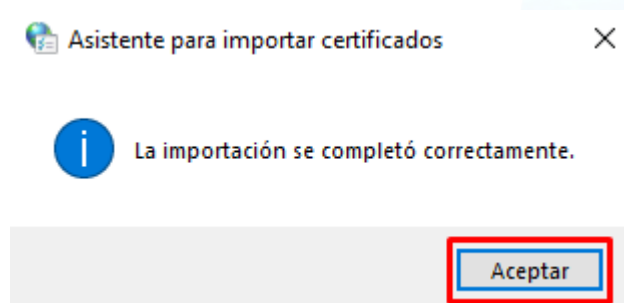 Asistente para importar certificados
La importación se completó correctamente.
Aceptar